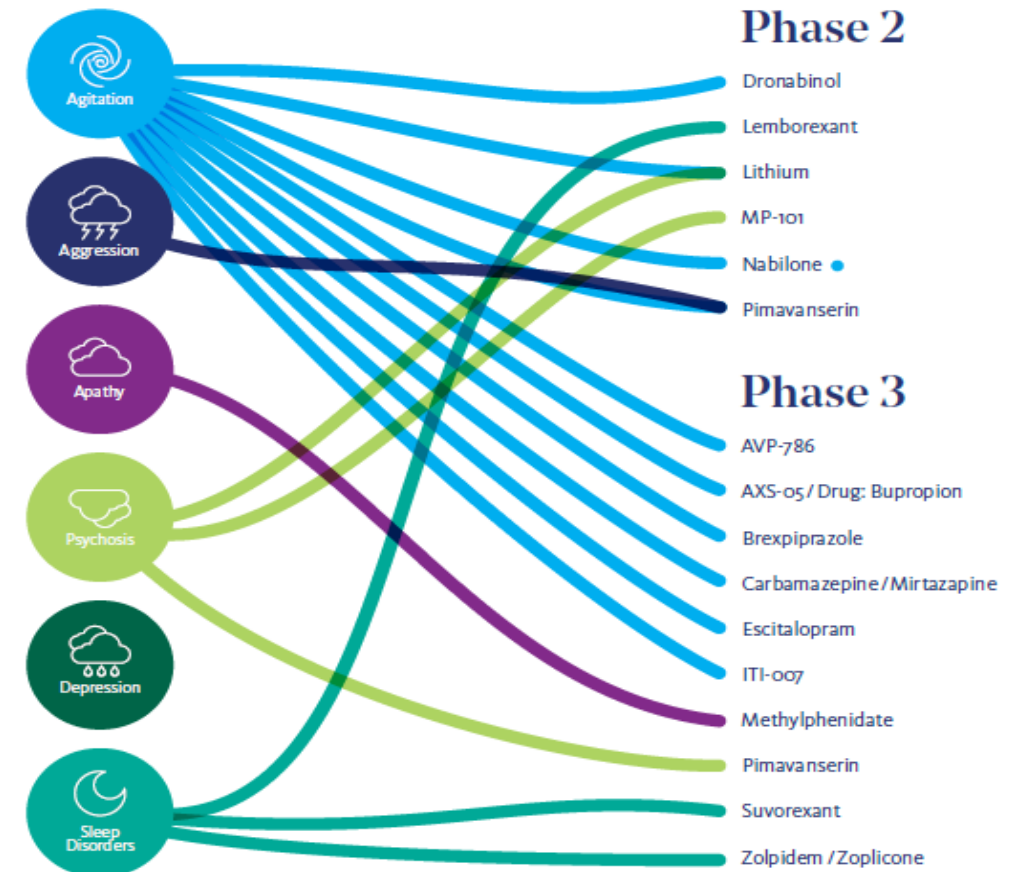 Agitation
Aggression
Apathy
Psychosis
Depression
Sleep
Disorders
Phase 2
Dronabinol
Lemborexant
Lithium
MP-101
Nabilone
Pimavanserin
Phase 3
AVP-786
AXS-05 / Drug: Bupropion
Brexpiprazole
Carbamazepine / Mirtazapine
Escitalopram
ITI-007
Methylphenidate
Pimavanserin
Suvorexant
Zolpidem / Zoplicone